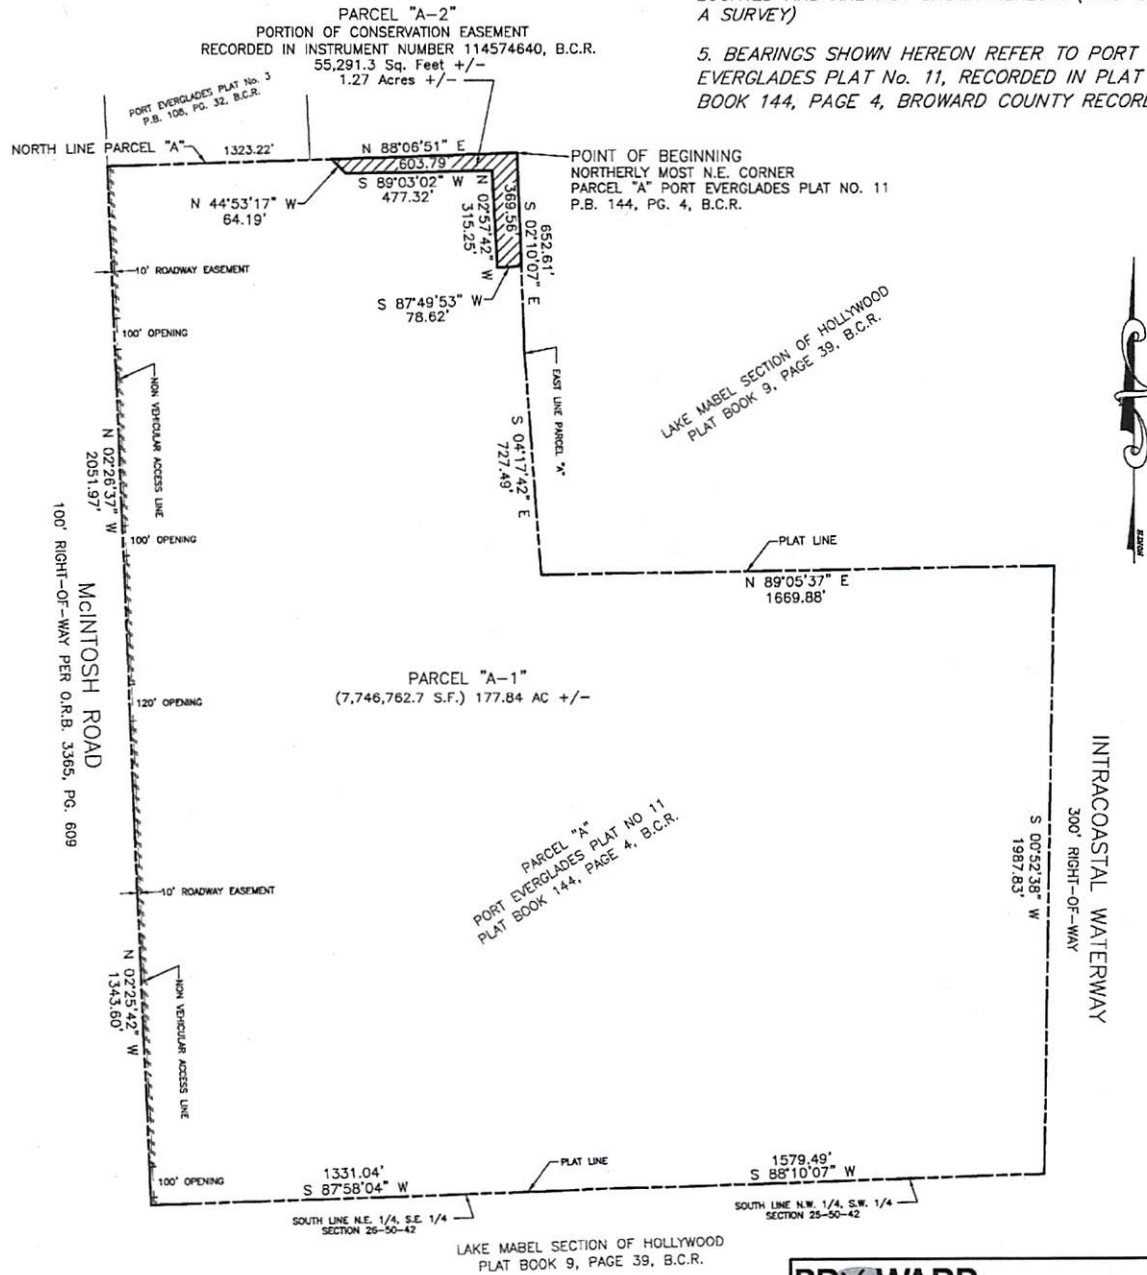 LOCATED AND ARE NOT SHOWN HEREON.
A SURVEY)
5. BEARINGS SHOWN HEREON REFER TO PORT
EVERGLADES PLAT No. 11, RECORDED IN PLAT
BOOK 144, PAGE 4, BROWARD COUNTY RECOR
PARCEL "A-2"
PORTION OF CONSERVATION EASEMENT
RECORDED IN INSTRUMENT NUMBER 114574640, B.C.R.
55,291.3 Sq. Feet +/-
1.27 Acres +/-
PORT EVERGLADES PLAT No. 3
P.B. 108, PG. 32, B.C.R.
NORTH LINE PARCEL "A"
1323.22'
N 88°06'51" E
603.79'
S 89°03'02" W
477.32'
N 44°53'17" W
64.19'
N 02°57'42" W
315.25'
369.56'
652.61'
S 02°10'07" E
S 87°49'53" W
78.62'
POINT OF BEGINNING
NORTHERLY MOST N.E. CORNER
PARCEL "A" PORT EVERGLADES PLAT NO. 11
P.B. 144, PG. 4, B.C.R.
10' ROADWAY EASEMENT
100' OPENING
NON VEHICULAR ACCESS LINE
N 02°26'37" W
2051.97'
100' OPENING
EAST LINE PARCEL "A"
S 04°17'42" E
727.49'
LAKE MABEL SECTION OF HOLLYWOOD
PLAT BOOK 9, PAGE 39, B.C.R.
PLAT LINE
N 89°05'37" E
1669.88'
McINTOSH ROAD
100' RIGHT-OF-WAY PER O.R.B. 3365, PG. 609
120' OPENING
PARCEL "A-1"
(7,746,762.7 S.F.) 177.84 AC +/-
PARCEL "A"
PORT EVERGLADES PLAT NO 11
PLAT BOOK 144, PAGE 4, B.C.R.
INTRACOASTAL WATERWAY
300' RIGHT-OF-WAY
S 00°52'38" W
1987.83'
10' ROADWAY EASEMENT
N 02°25'42" W
1343.60'
NON VEHICULAR ACCESS LINE
100' OPENING
1331.04'
S 87°58'04" W
PLAT LINE
1579.49'
S 88°10'07" W
SOUTH LINE N.E. 1/4, S.E. 1/4
SECTION 26-50-42
SOUTH LINE N.W. 1/4, S.W. 1/4
SECTION 25-50-42
LAKE MABEL SECTION OF HOLLYWOOD
PLAT BOOK 9, PAGE 39, B.C.R.